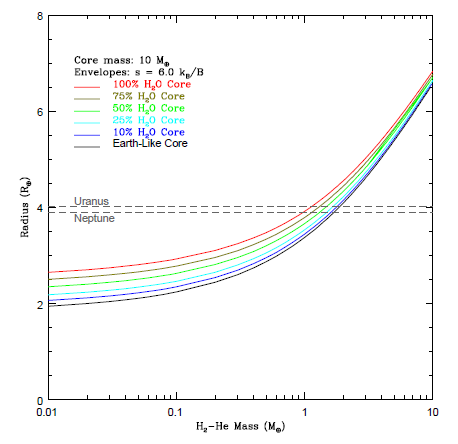 8
6
4
2
0
Radius (R⊕)
Core mass: 10 M⊕
Envelopes: s = 6.0 k_B/B
100% H₂O Core
75% H₂O Core
50% H₂O Core
25% H₂O Core
10% H₂O Core
Earth-Like Core
Uranus
Neptune
0.01
0.1
1
10
H₂-He Mass (M⊕)